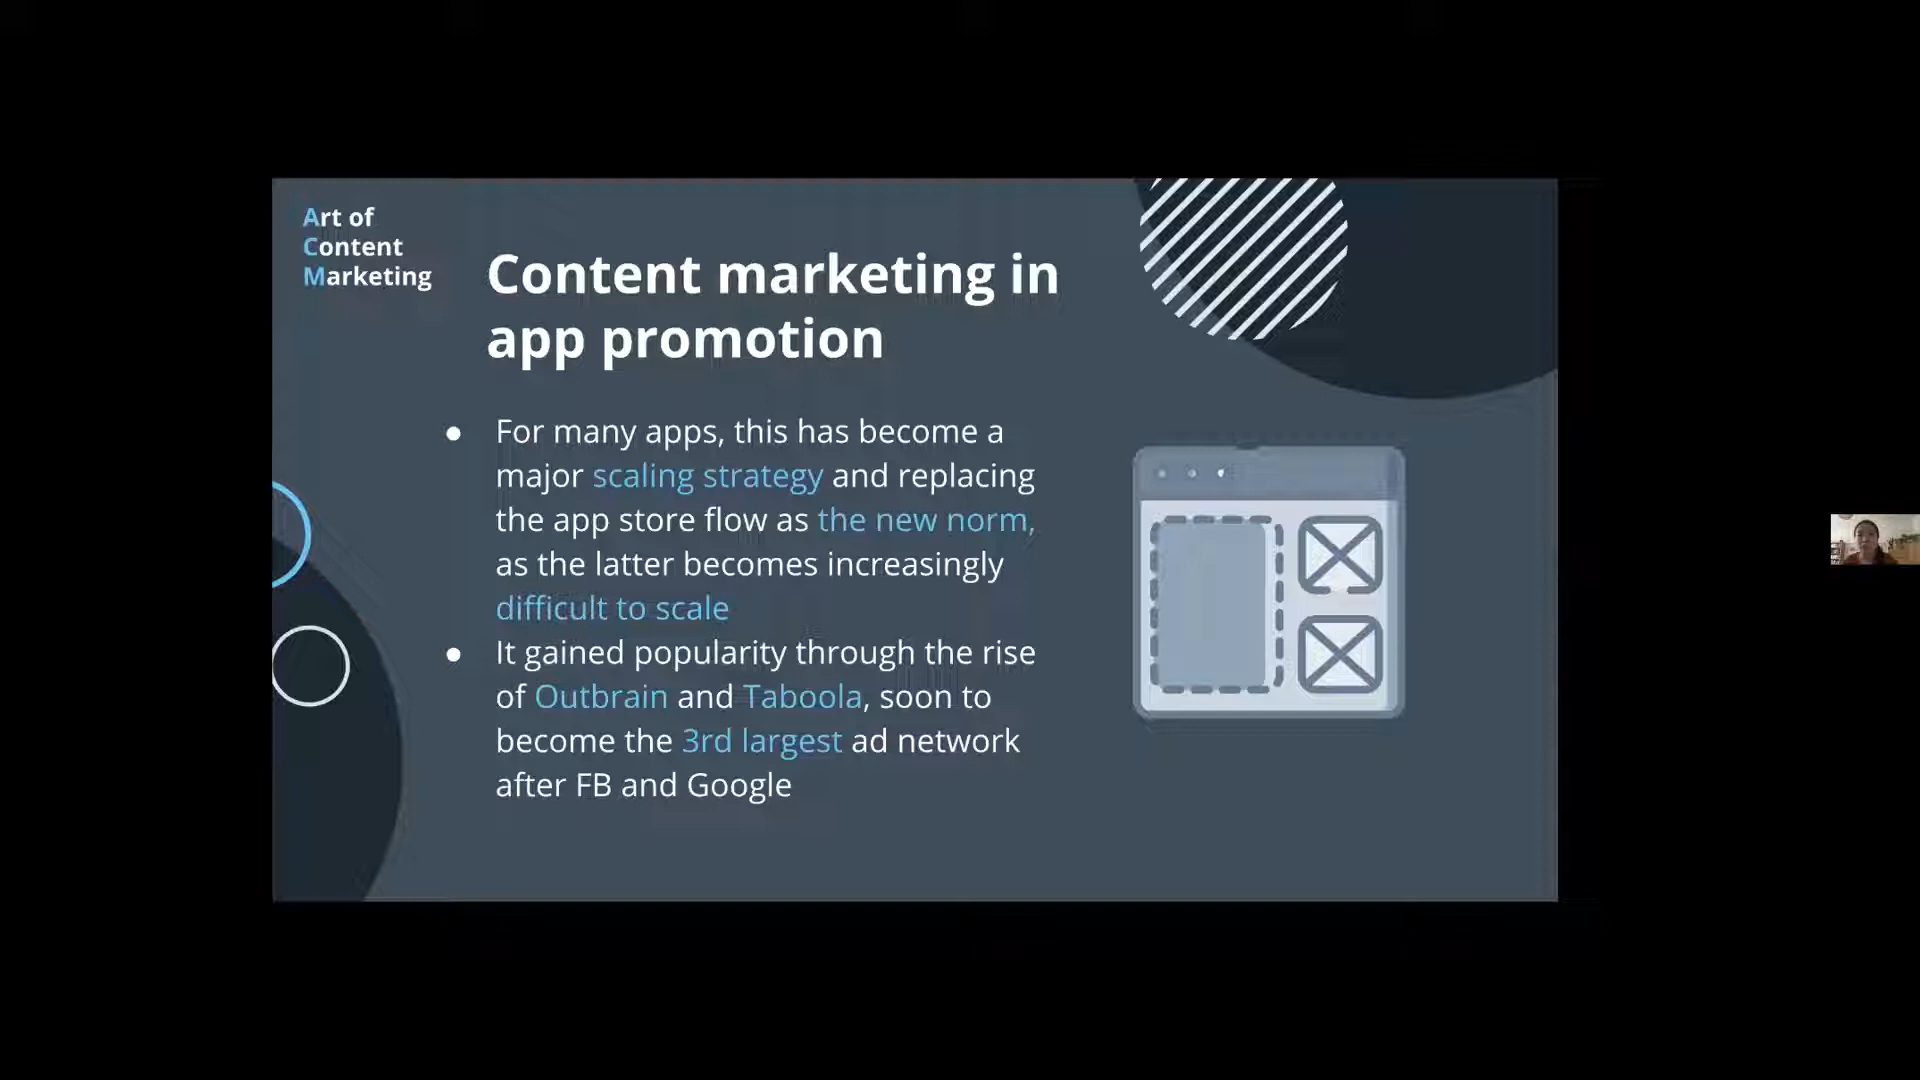 Art of
Content
Marketing
Content marketing in
app promotion
● For many apps, this has become a
major scaling strategy and replacing
the app store flow as the new norm,
as the latter becomes increasingly
difficult to scale
● It gained popularity through the rise
of Outbrain and Taboola, soon to
become the 3rd largest ad network
after FB and Google